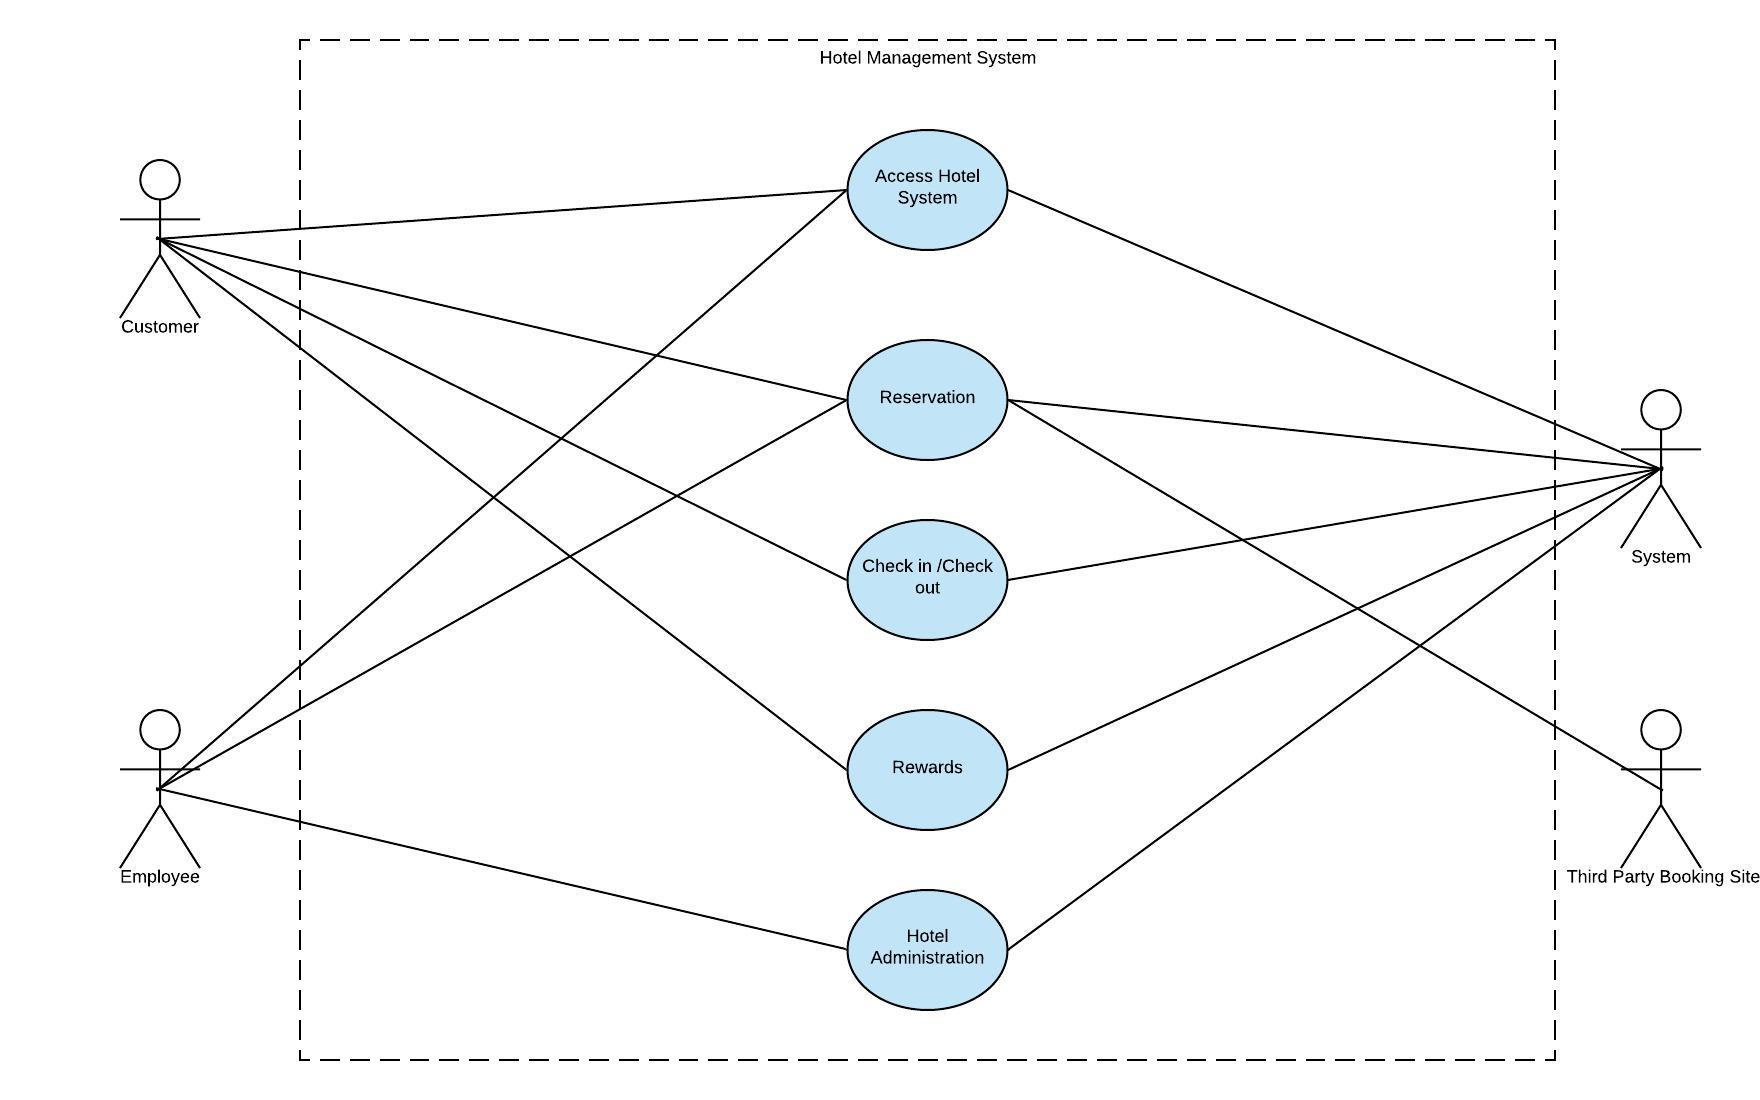 Hotel Management System
Access Hotel
System
Customer
Reservation
Check in /Check
out
System
Rewards
Employee
Third Party Booking Site
Hotel
Administration